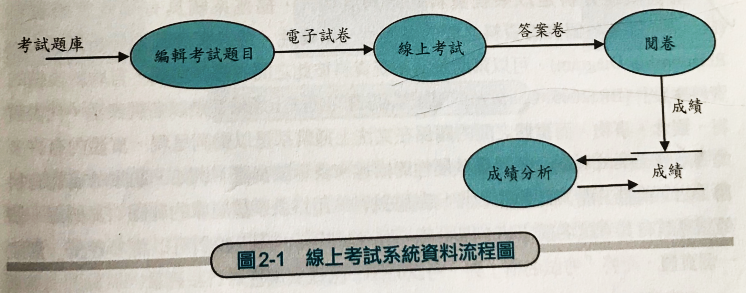 考試題庫
編輯考試題目
電子試卷
線上考試
答案卷
閱卷
成績
成績
成績分析
圖2-1 線上考試系統資料流程圖